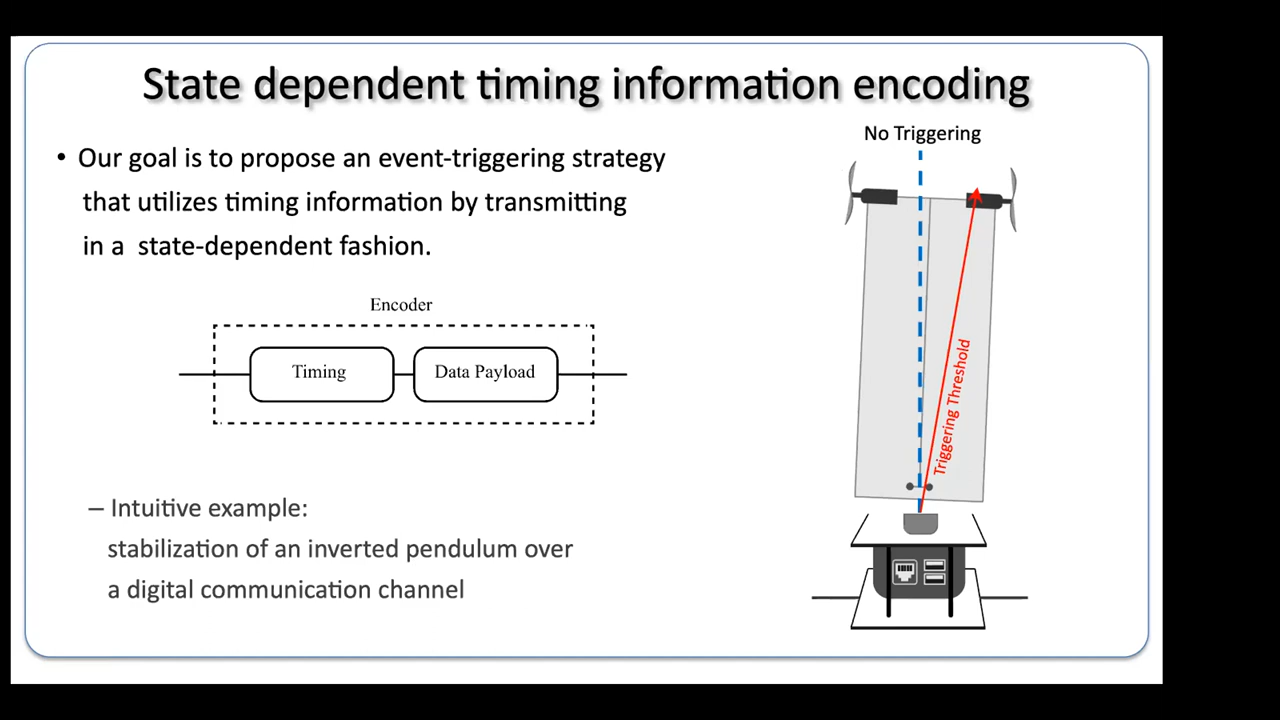 State dependent timing information encoding
• Our goal is to propose an event-triggering strategy
that utilizes timing information by transmitting
in a state-dependent fashion.
Encoder
Timing
Data Payload
– Intuitive example:
stabilization of an inverted pendulum over
a digital communication channel
No Triggering
Triggering Threshold